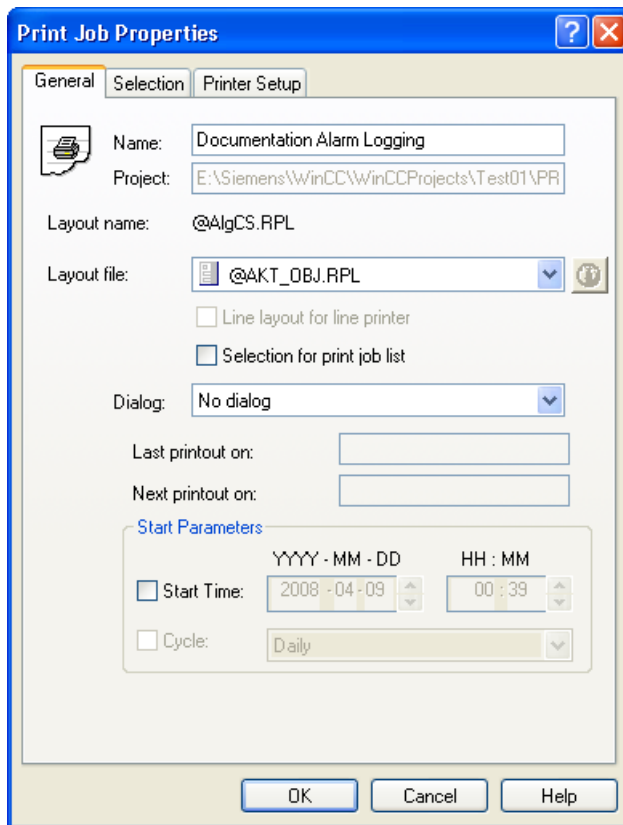 Print Job Properties
General Selection Printer Setup
Name: Documentation Alarm Logging
Project: E:\Siemens\WinCC\WinCCProjects\Test01\PR
Layout name: @AlgCS.RPL
Layout file: @AKT_OBJ.RPL
Line layout for line printer
Selection for print job list
Dialog: No dialog
Last printout on:
Next printout on:
Start Parameters
YYYY - MM - DD HH : MM
Start Time: 2008 -04-09 00 : 39
Cycle: Daily
OK Cancel Help